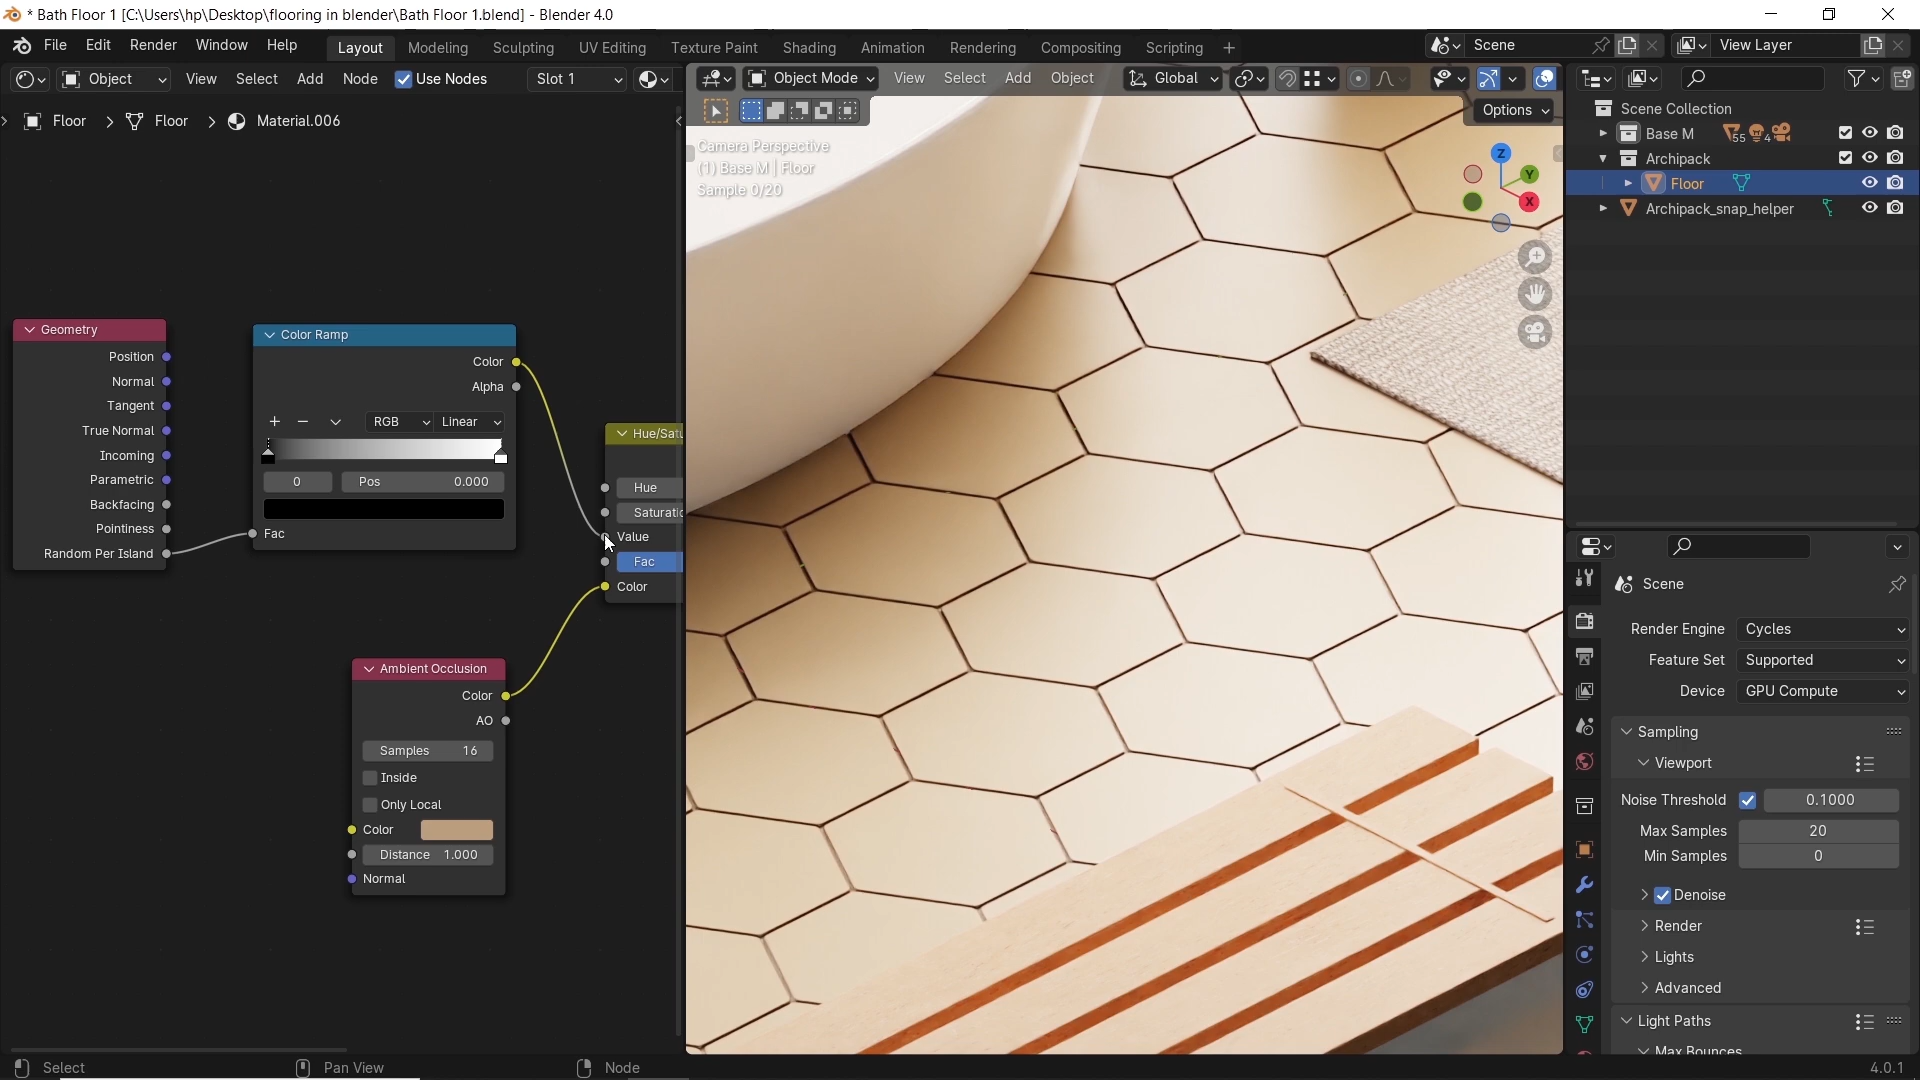 * Bath Floor 1 [C:\Users\hp\Desktop\flooring in blender\Bath Floor 1.blend] - Blender 4.0
File Edit Render Window Help Layout Modeling Sculpting UV Editing Texture Paint Shading Animation Rendering Compositing Scripting + Scene View Layer
Object View Select Add Node Use Nodes Slot 1 Object Mode View Select Add Object Global
Options
Floor > Floor > Material.006
Camera Perspective
(1) Base M | Floor
Sample 0/20
Z
Y
X
Scene Collection
Base M 55 4
Archipack
Floor
Archipack_snap_helper
Geometry
Position
Normal
Tangent
True Normal
Incoming
Parametric
Backfacing
Pointiness
Random Per Island
Color Ramp
Color
Alpha
RGB Linear
0 Pos 0.000
Fac
Hue/Satu
Hue
Saturatio
Value
Fac
Color
Ambient Occlusion
Color
AO
Samples 16
Inside
Only Local
Color
Distance 1.000
Normal
Scene
Render Engine Cycles
Feature Set Supported
Device GPU Compute
Sampling
Viewport
Noise Threshold 0.1000
Max Samples 20
Min Samples 0
Denoise
Render
Lights
Advanced
Light Paths
Max Bounces
Select Pan View Node 4.0.1